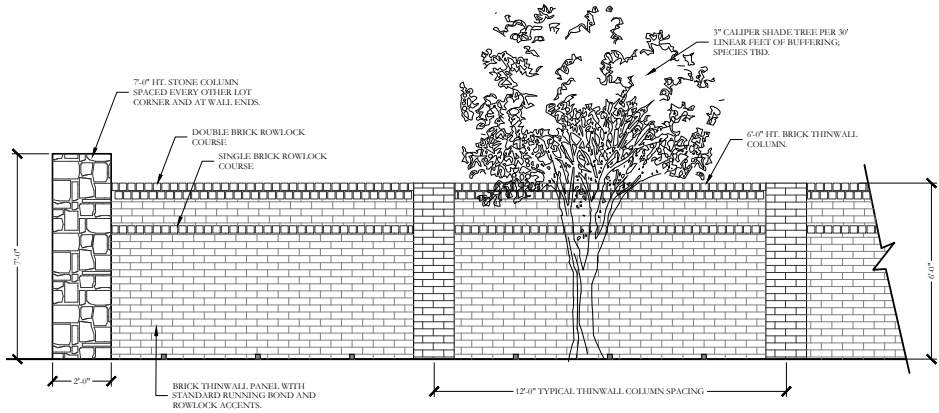 3" CALIPER SHADE TREE PER 30'
LINEAR FEET OF BUFFERING;
SPECIES TBD.
7'-0" HT. STONE COLUMN
SPACED EVERY OTHER LOT
CORNER AND AT WALL ENDS.
DOUBLE BRICK ROWLOCK
COURSE
SINGLE BRICK ROWLOCK
COURSE
6'-0" HT. BRICK THINWALL
COLUMN.
7'-0"
6'-0"
2'-0"
BRICK THINWALL PANEL WITH
STANDARD RUNNING BOND AND
ROWLOCK ACCENTS.
12'-0" TYPICAL THINWALL COLUMN SPACING